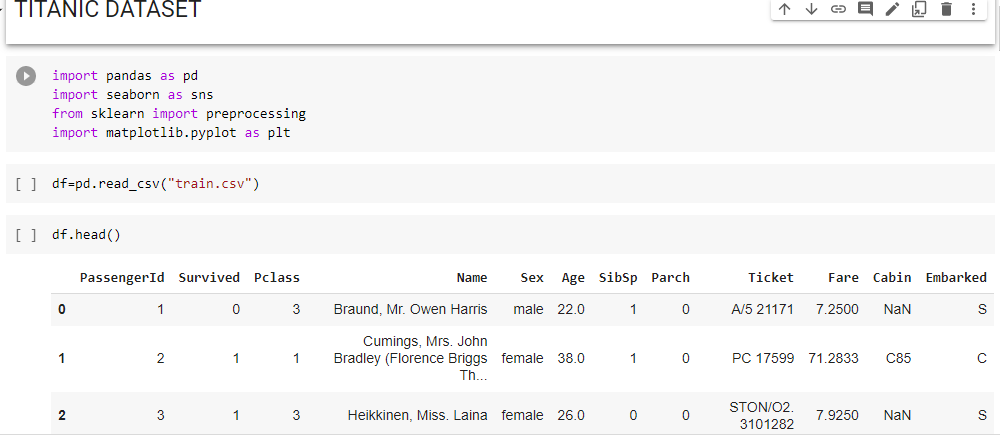 TITANIC DATASET
import pandas as pd
import seaborn as sns
from sklearn import preprocessing
import matplotlib.pyplot as plt
[ ] df=pd.read_csv("train.csv")
[ ] df.head()
PassengerId Survived Pclass Name Sex Age SibSp Parch Ticket Fare Cabin Embarked
0 1 0 3 Braund, Mr. Owen Harris male 22.0 1 0 A/5 21171 7.2500 NaN S
Cumings, Mrs. John
1 2 1 1 Bradley (Florence Briggs female 38.0 1 0 PC 17599 71.2833 C85 C
Th...
2 3 1 3 Heikkinen, Miss. Laina female 26.0 0 0 STON/O2. 7.9250 NaN S
3101282